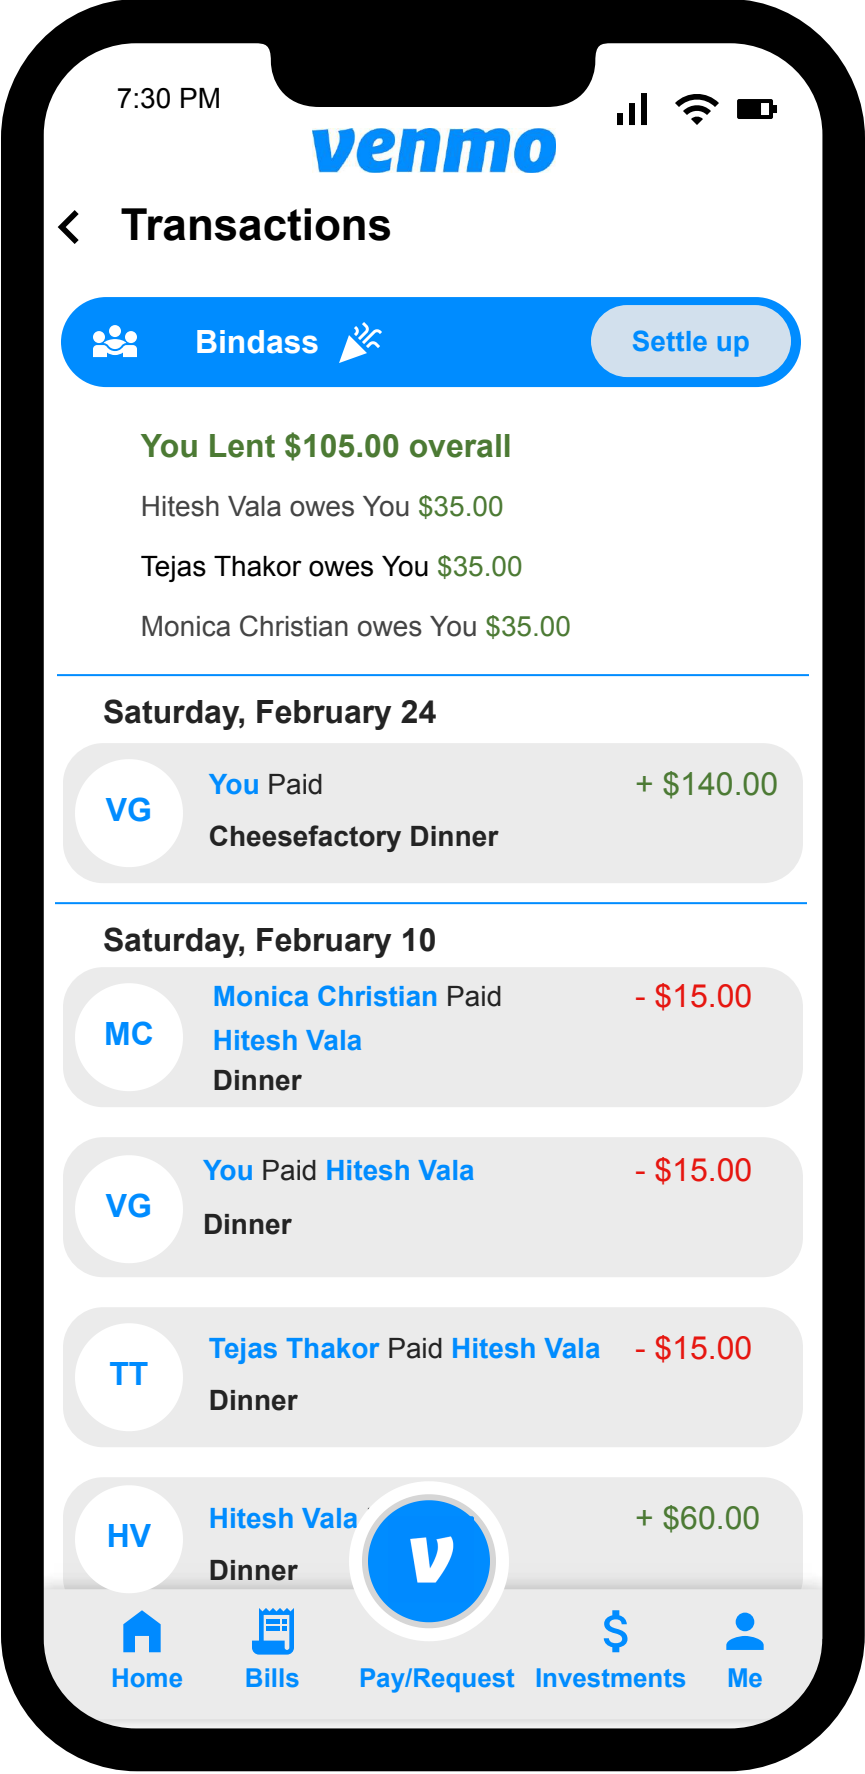 7:30 PM
venmo
Transactions
Bindass
Settle up
You Lent $105.00 overall
Hitesh Vala owes You $35.00
Tejas Thakor owes You $35.00
Monica Christian owes You $35.00
Saturday, February 24
VG
You Paid
+ $140.00
Cheesefactory Dinner
Saturday, February 10
MC
Monica Christian Paid
- $15.00
Hitesh Vala
Dinner
VG
You Paid Hitesh Vala
- $15.00
Dinner
TT
Tejas Thakor Paid Hitesh Vala
- $15.00
Dinner
HV
Hitesh Vala
+ $60.00
Dinner
v
Home
Bills
Pay/Request
Investments
Me